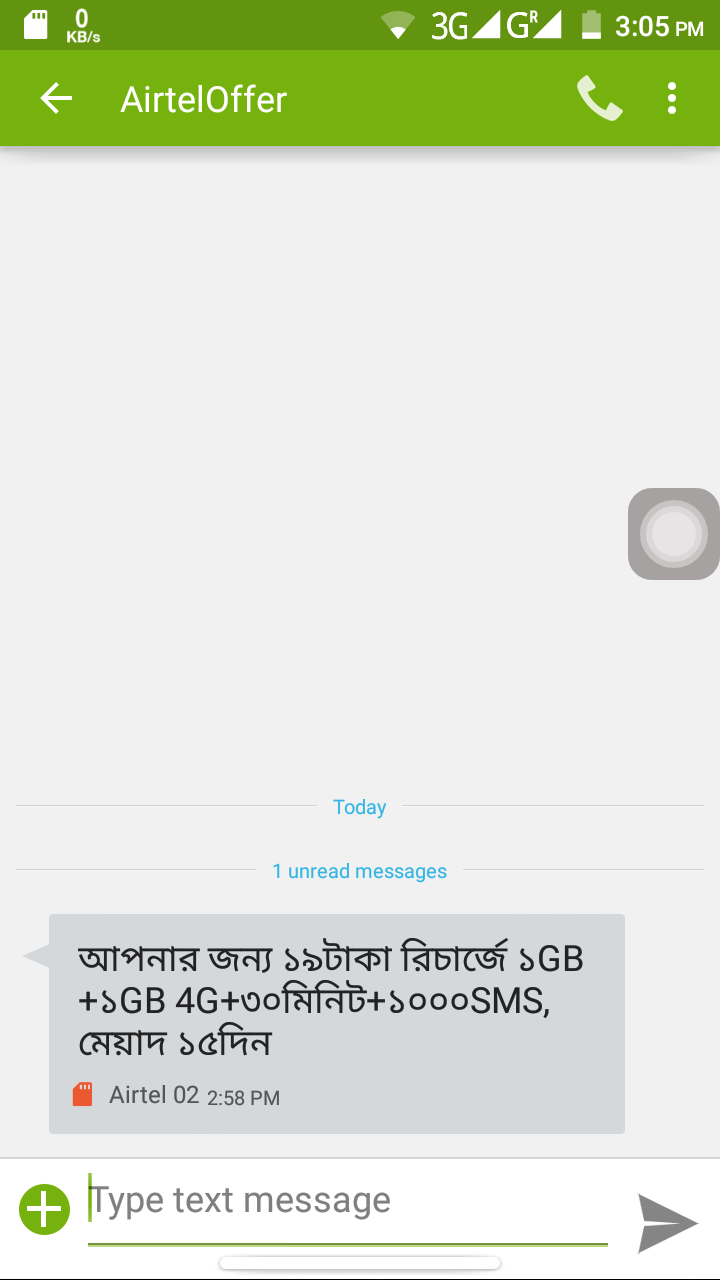 0
KB/s
3G
G R
3:05 PM
AirtelOffer
Today
1 unread messages
আপনার জন্য ১৯টাকা রিচার্জে ১GB
+১GB 4G+৩০মিনিট+১০০০SMS,
মেয়াদ ১৫দিন
Airtel 02 2:58 PM
Type text message